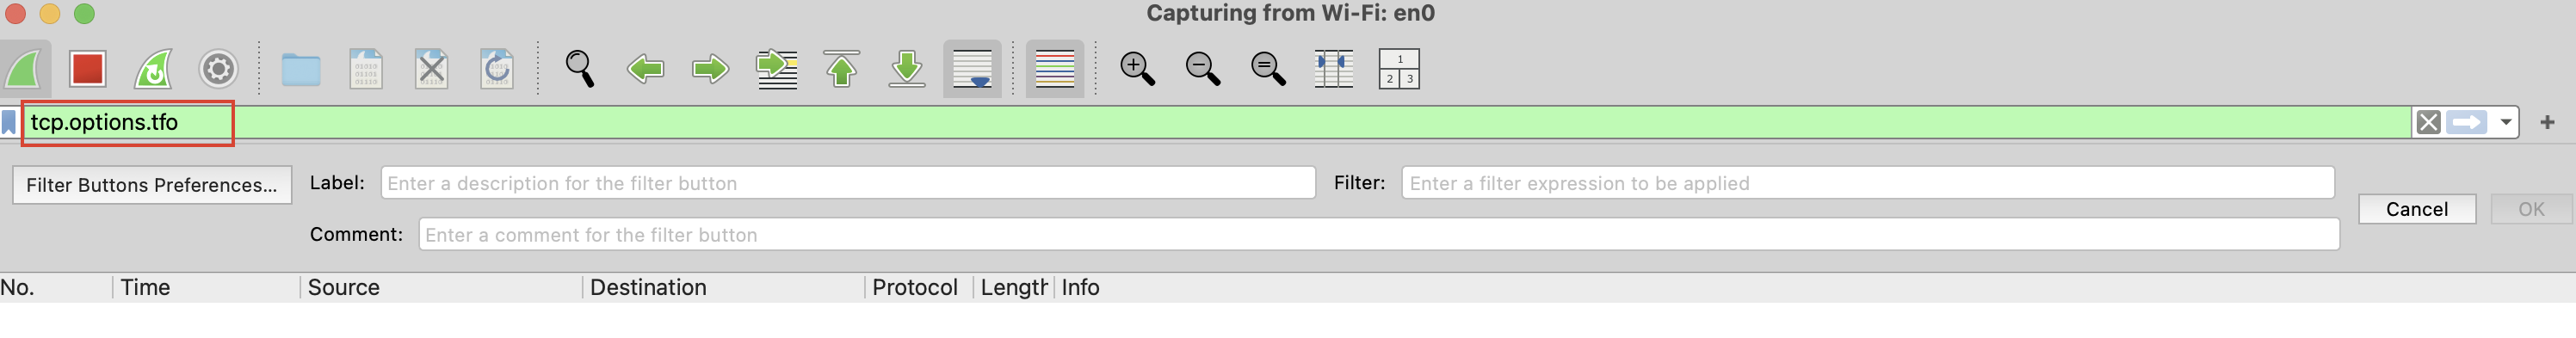 Capturing from Wi-Fi: en0
tcp.options.tfo
Filter Buttons Preferences...
Label:
Enter a description for the filter button
Filter:
Enter a filter expression to be applied
Cancel
OK
Comment:
Enter a comment for the filter button
No. Time Source Destination Protocol Length Info